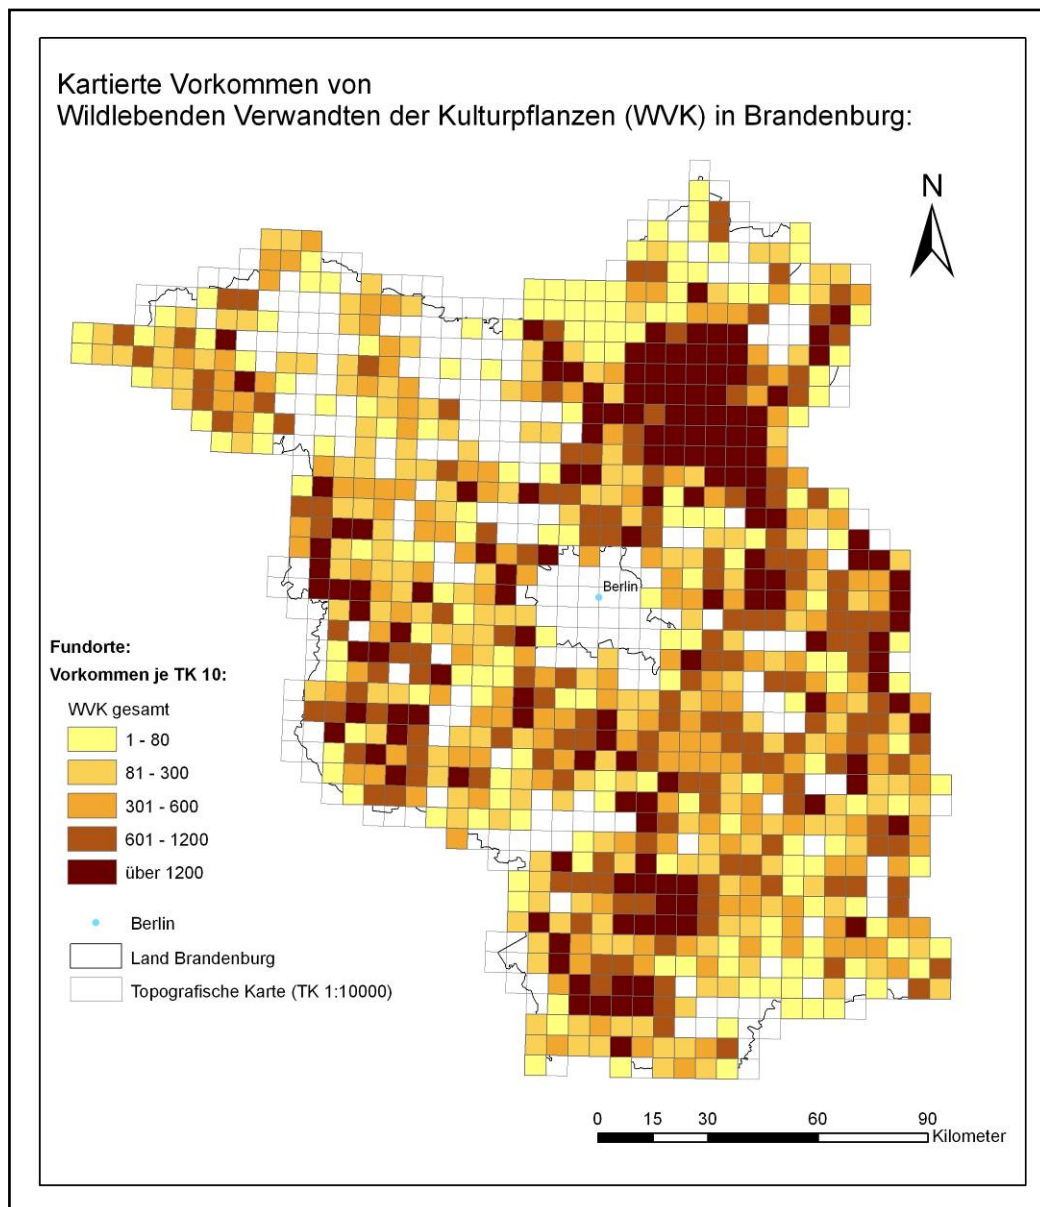 Kartierte Vorkommen von
Wildlebenden Verwandten der Kulturpflanzen (WVK) in Brandenburg:
N
Berlin
Fundorte:
Vorkommen je TK 10:
WVK gesamt
1 - 80
81 - 300
301 - 600
601 - 1200
über 1200
Berlin
Land Brandenburg
Topografische Karte (TK 1:10000)
0 15 30 60 90
Kilometer